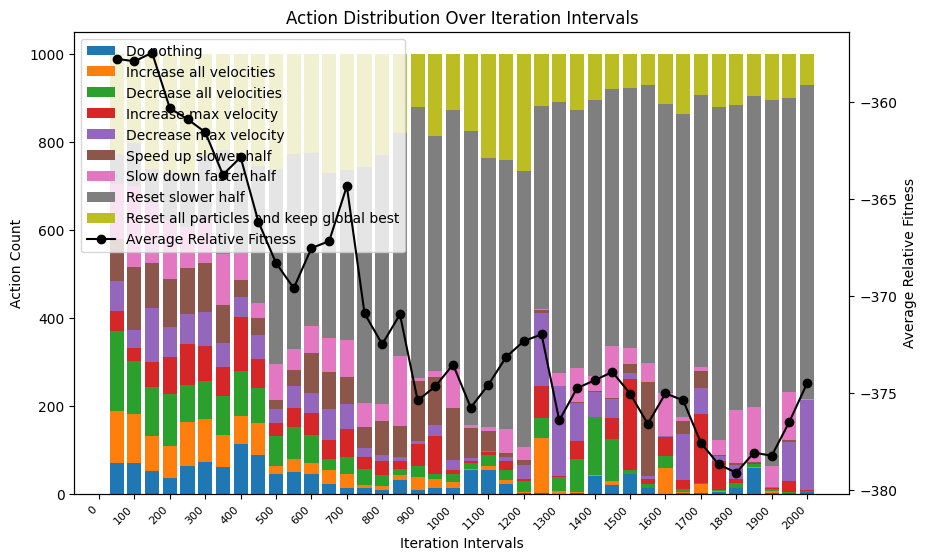 Action Distribution Over Iteration Intervals
Do nothing
Increase all velocities
Decrease all velocities
Increase max velocity
Decrease max velocity
Speed up slower half
Slow down faster half
Reset slower half
Reset all particles and keep global best
Average Relative Fitness
Action Count
1000
800
600
400
200
0
−360
−365
−370
−375
−380
Average Relative Fitness
0 100 200 300 400 500 600 700 800 900 1000 1100 1200 1300 1400 1500 1600 1700 1800 1900 2000
Iteration Intervals